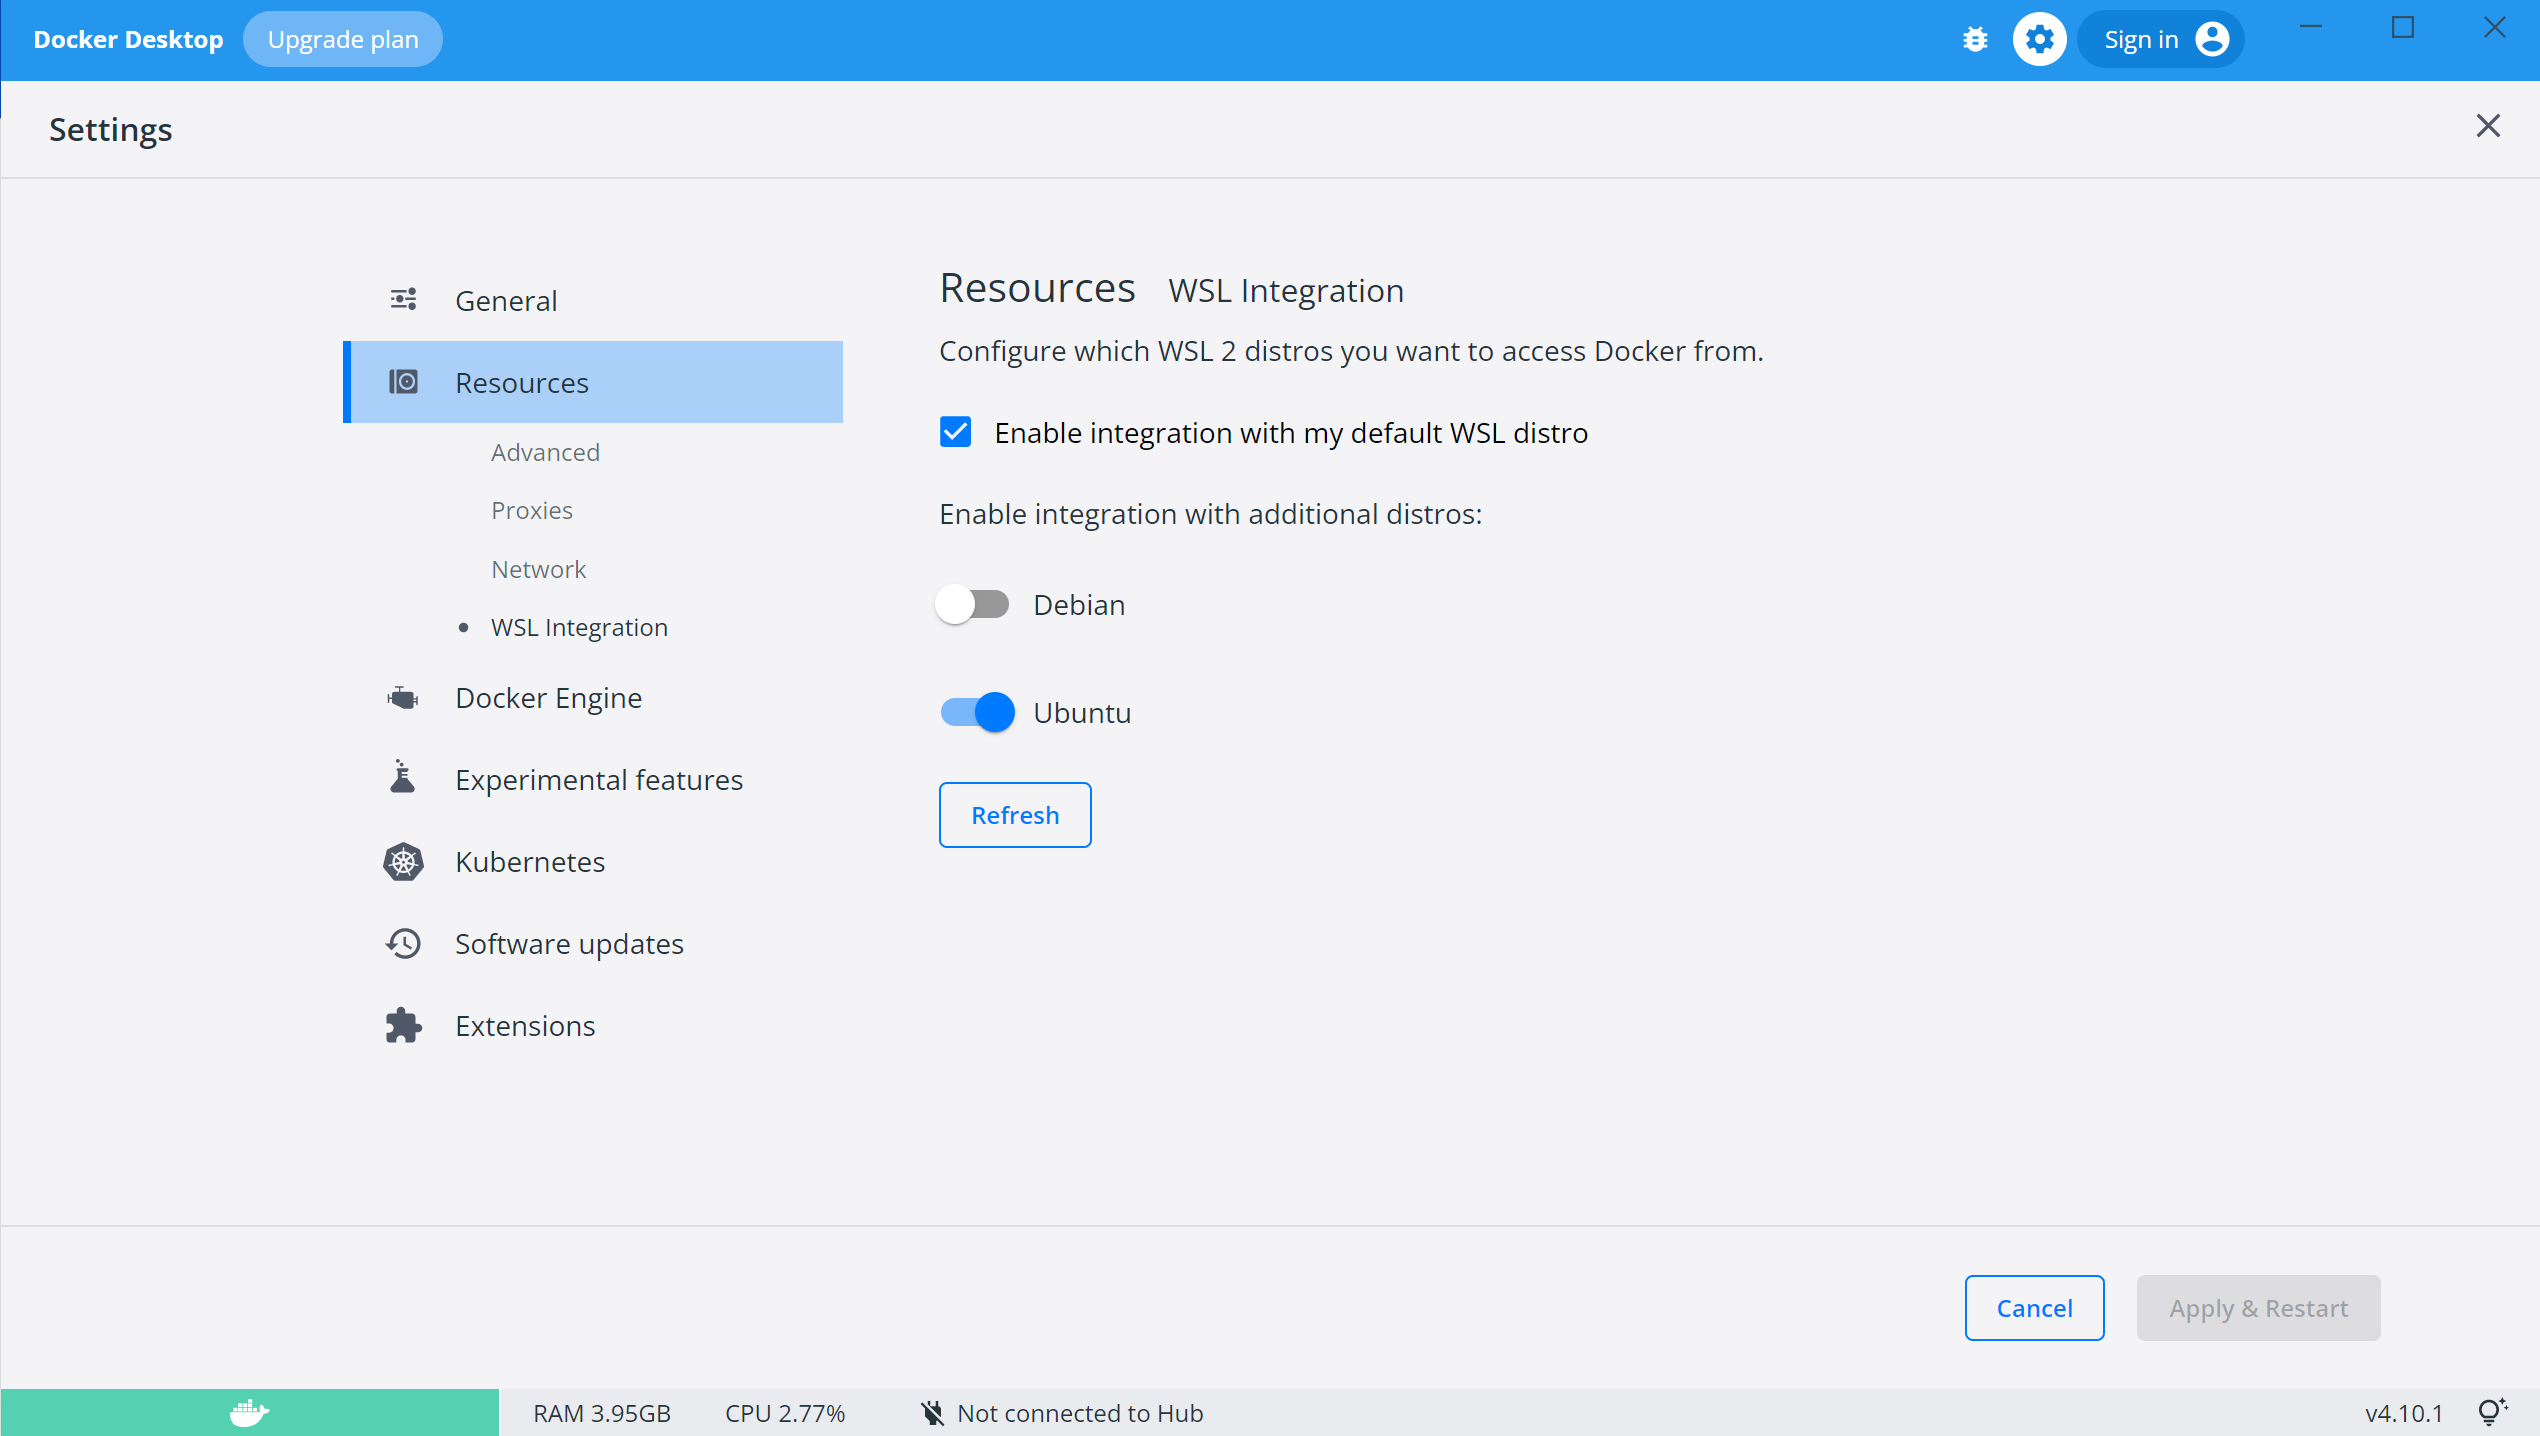 Docker Desktop
Upgrade plan
Sign in
Settings
General
Resources
Advanced
Proxies
Network
WSL Integration
Docker Engine
Experimental features
Kubernetes
Software updates
Extensions
Resources WSL Integration
Configure which WSL 2 distros you want to access Docker from.
Enable integration with my default WSL distro
Enable integration with additional distros:
Debian
Ubuntu
Refresh
Cancel
Apply & Restart
RAM 3.95GB
CPU 2.77%
Not connected to Hub
v4.10.1